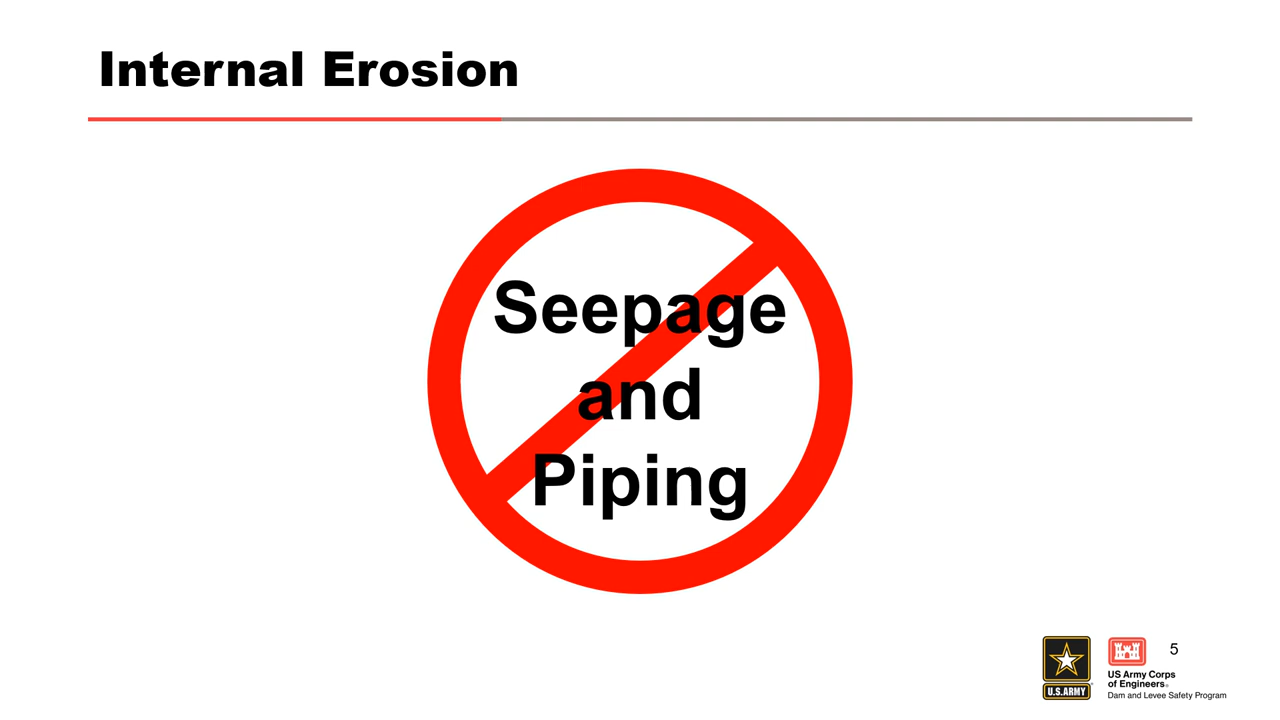 Internal Erosion
Seepage
and
Piping
5
U.S.ARMY
US Army Corps
of Engineers®
Dam and Levee Safety Program